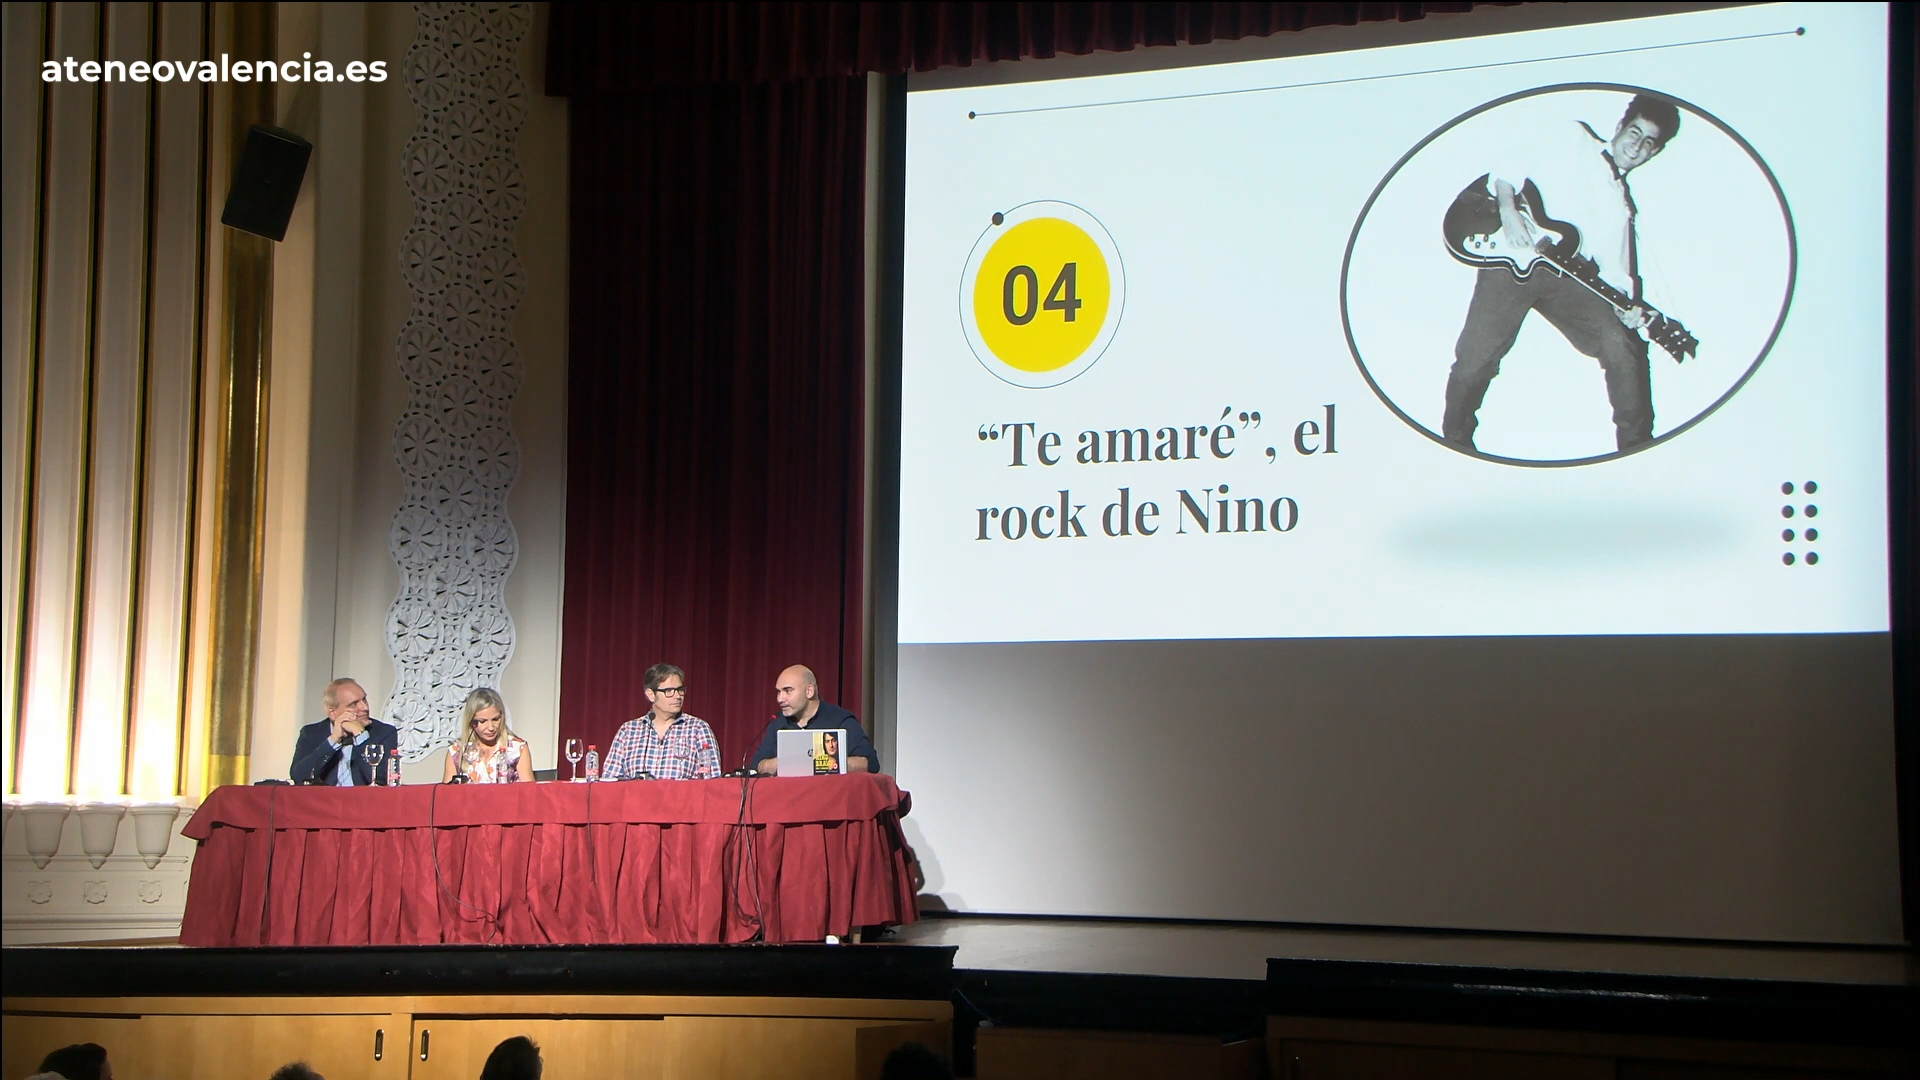 ateneovalencia.es
04
“Te amaré”, el
rock de Nino